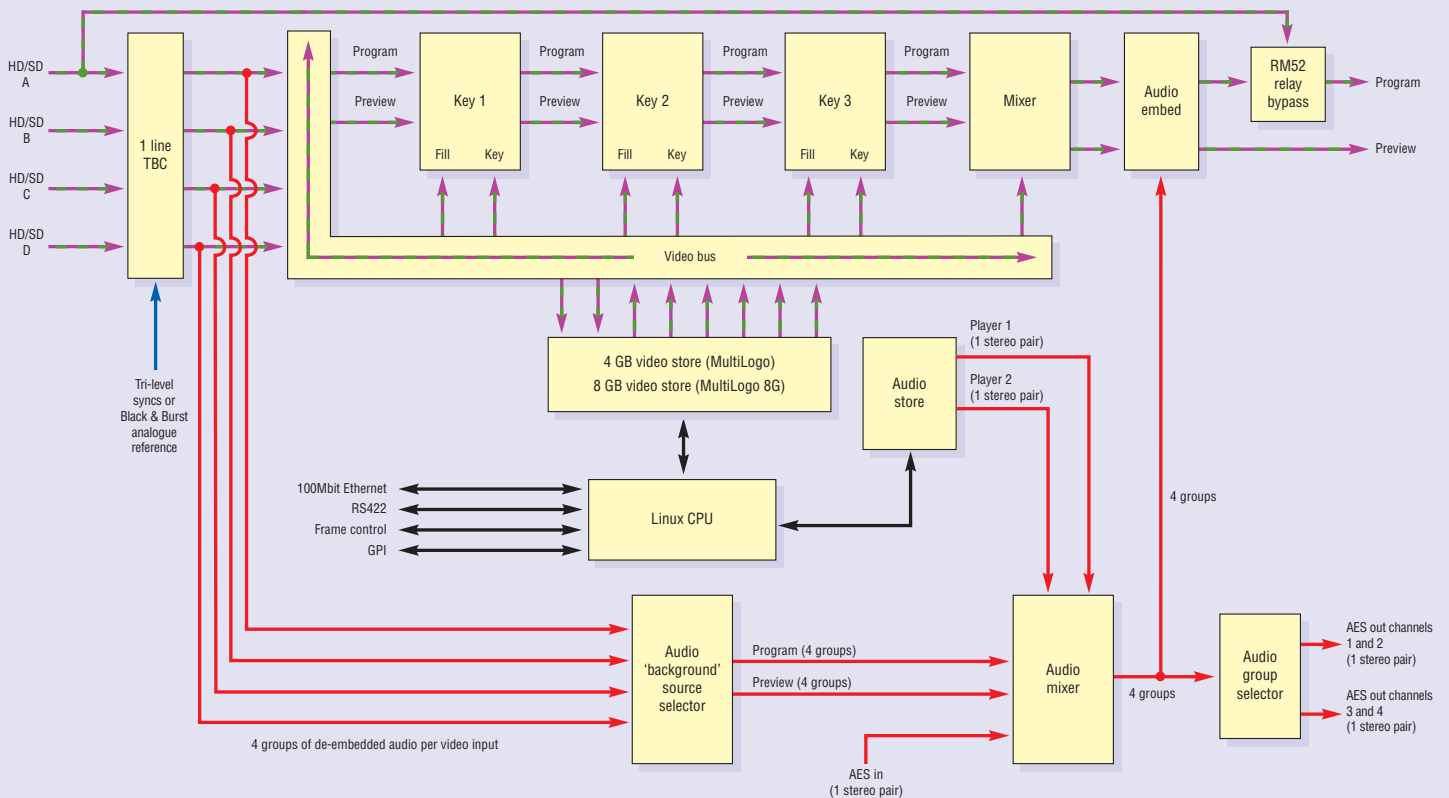 HD/SD
A
HD/SD
B
HD/SD
C
HD/SD
D
1 line
TBC
Tri-level
syncs or
Black & Burst
analogue
reference
Program
Preview
Key 1
Fill
Key
Program
Preview
Key 2
Fill
Key
Program
Preview
Key 3
Fill
Key
Program
Preview
Mixer
Audio
embed
RM52
relay
bypass
Program
Preview
Video bus
4 GB video store (MultiLogo)
8 GB video store (MultiLogo 8G)
Audio
store
Player 1
(1 stereo pair)
Player 2
(1 stereo pair)
100Mbit Ethernet
RS422
Frame control
GPI
Linux CPU
4 groups
Audio
‘background’
source
selector
Program (4 groups)
Preview (4 groups)
Audio
mixer
4 groups
Audio
group
selector
AES out channels
1 and 2
(1 stereo pair)
AES out channels
3 and 4
(1 stereo pair)
4 groups of de-embedded audio per video input
AES in
(1 stereo pair)